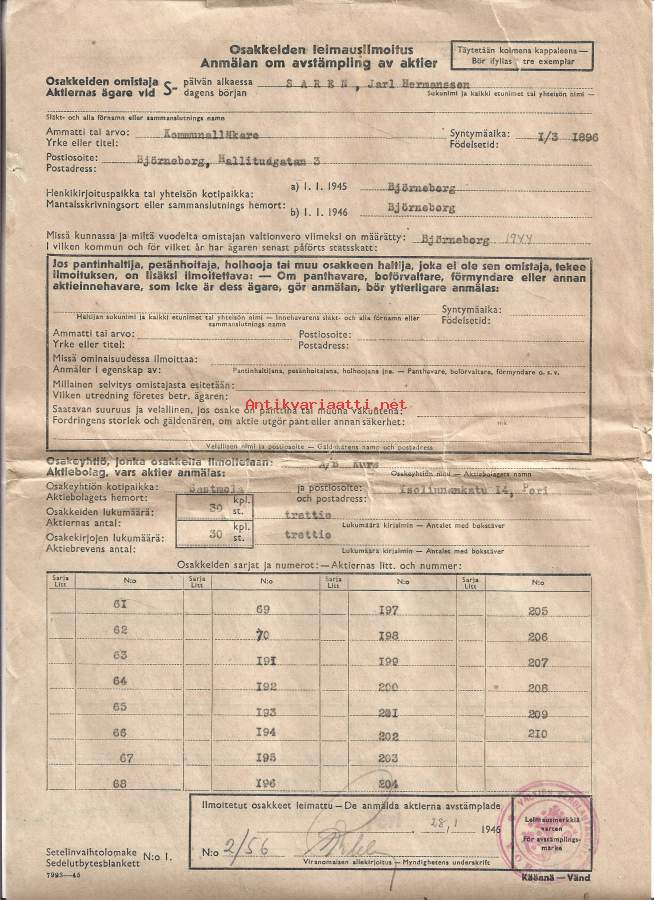 Osakkeiden leimausilmoitus
Anmälan om avstämpling av aktier
Täytetään kolmena kappaleena —
Bör ifyllas i tre exemplar
Osakkeiden omistaja S- päivän alkaessa SAREN, Jarl Hermansson
Aktiernas ägare vid dagens början
Sukunimi ja kaikki etunimet tai yhteisön nimi —
Släkt- och alla förnamn eller sammanslutnings namn
Ammatti tai arvo: Kommunalläkare Syntymäaika: 1/3 1896
Yrke eller titel: Födelsetid:
Postiosoite: Björneborg, Hallitusgatan 3
Postadress:
Henkikirjoituspaikka tai yhteisön kotipaikka: a) 1. 1. 1945 Björneborg
Mantalsskrivningsort eller sammanslutnings hemort: b) 1. 1. 1946 Björneborg
Missä kunnassa ja miltä vuodelta omistajan valtionvero viimeksi on määrätty: Björneborg 1944
I vilken kommun och för vilket år har ägaren senast påförts statsskatt:
Jos pantinhaltija, pesänhoitaja, holhooja tai muu osakkeen haltija, joka ei ole sen omistaja, tekee
ilmoituksen, on lisäksi ilmoitettava: — Om panthavare, boförvaltare, förmyndare eller annan
aktieinnehavare, som icke är dess ägare, gör anmälan, bör ytterligare anmälas:
Syntymäaika:
Haltijan sukunimi ja kaikki etunimet tai yhteisön nimi — Innehavarens släkt- och alla förnamn eller Födelsetid:
sammanslutnings namn
Ammatti tai arvo: Postiosoite:
Yrke eller titel: Postadress:
Missä ominaisuudessa ilmoittaa:
Anmäler i egenskap av: Pantinhaltijana, pesänhoitajana, holhoojana jne. — Panthavare, boförvaltare, förmyndare o. s. v.
Millainen selvitys omistajasta esitetään:
Vilken utredning företes betr. ägaren:
Antikvariaatti.net
Saatavan suuruus ja velallinen, jos osake on panttina tai muuna vakuutena:
Fordringens storlek och gäldenären, om aktie utgör pant eller annan säkerhet: mk
Velallisen nimi ja postiosoite — Gäldenärens namn och postadress
Osakeyhtiö, jonka osakkeita ilmoitetaan: A/B Kurs
Aktiebolag, vars aktier anmälas: Osakeyhtiön nimi — Aktiebolagets namn
Osakeyhtiön kotipaikka: Sastmola ja postiosoite: Isolinnankatu 14, Pori
Aktiebolagets hemort: och postadress:
Osakkeiden lukumäärä: 30 kpl. trettio
Aktiernas antal: st. Lukumäärä kirjaimin — Antalet med bokstäver
Osakekirjojen lukumäärä: 30 kpl. trettio
Aktiebrevens antal: st. Lukumäärä kirjaimin — Antalet med bokstäver
Osakkeiden sarjat ja numerot: — Aktiernas litt. och nummer:
Sarja N:o Sarja N:o Sarja N:o Sarja N:o
Litt Litt Litt Litt
61 69 197 205
62 70 198 206
63 191 199 207
64 192 200 208
65 193 201 209
66 194 202 210
67 195 203
68 196 204
Ilmoitetut osakkeet leimattu — De anmälda aktierna avstämplade
28/1 1946
N:o 2/56
Viranomaisen allekirjoitus — Myndighetens underskrift
Leimausmerkkiä
varten
För avstämplings-
märke
Setelinvaihtolomake N:o 1.
Sedelutbytesblankett
7993—45
Käännä — Vänd